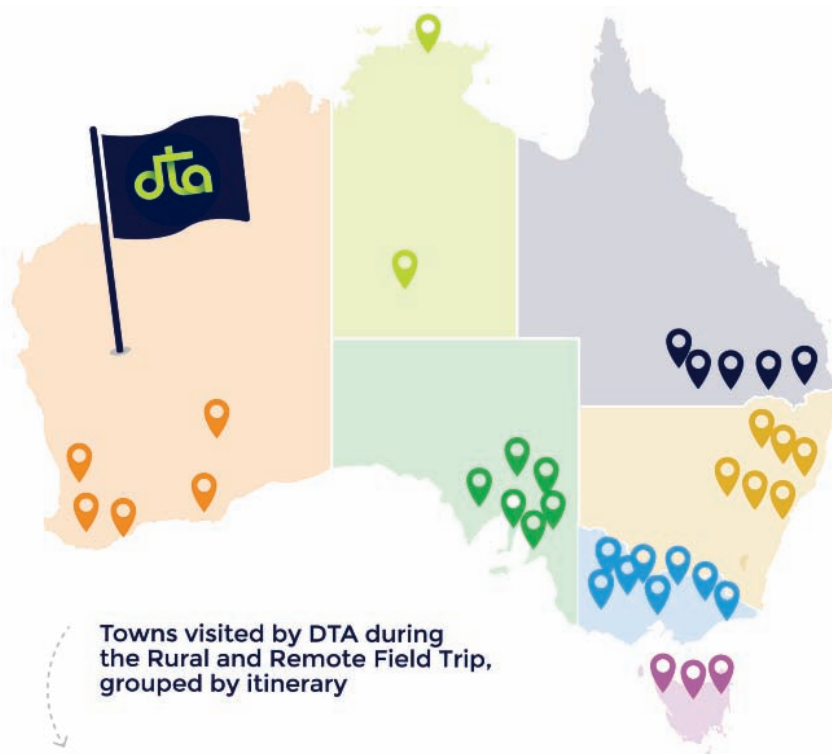 dta
Towns visited by DTA during
the Rural and Remote Field Trip,
grouped by itinerary